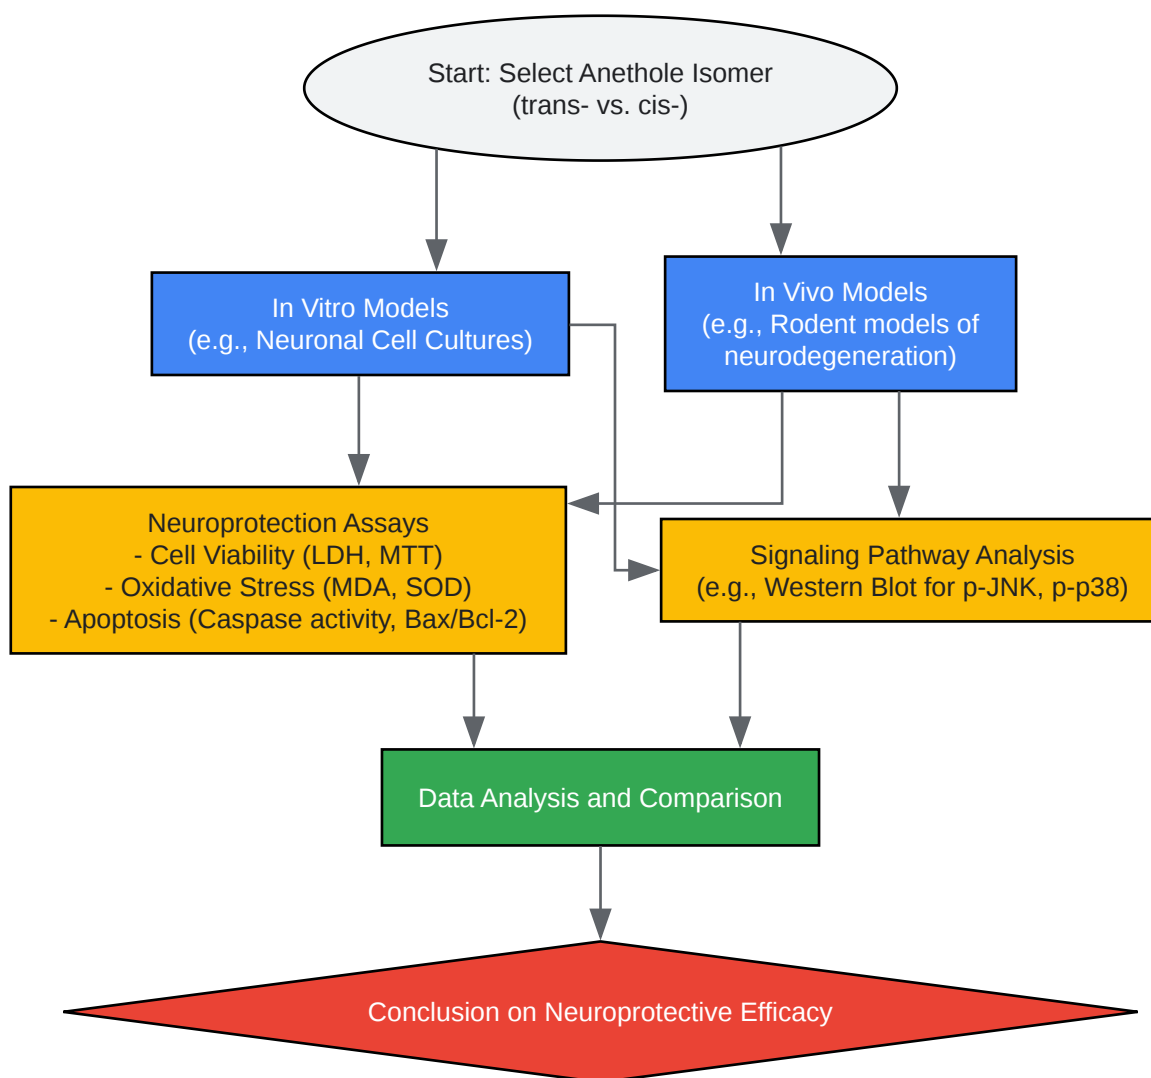 Start: Select Anethole Isomer
(trans- vs. cis-)
In Vitro Models
(e.g., Neuronal Cell Cultures)
In Vivo Models
(e.g., Rodent models of
neurodegeneration)
Neuroprotection Assays
- Cell Viability (LDH, MTT)
- Oxidative Stress (MDA, SOD)
- Apoptosis (Caspase activity, Bax/Bcl-2)
Signaling Pathway Analysis
(e.g., Western Blot for p-JNK, p-p38)
Data Analysis and Comparison
Conclusion on Neuroprotective Efficacy